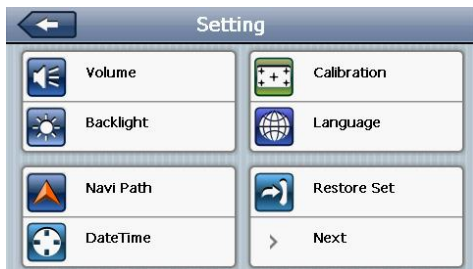 Setting
Volume
Calibration
Backlight
Language
Navi Path
Restore Set
DateTime
Next